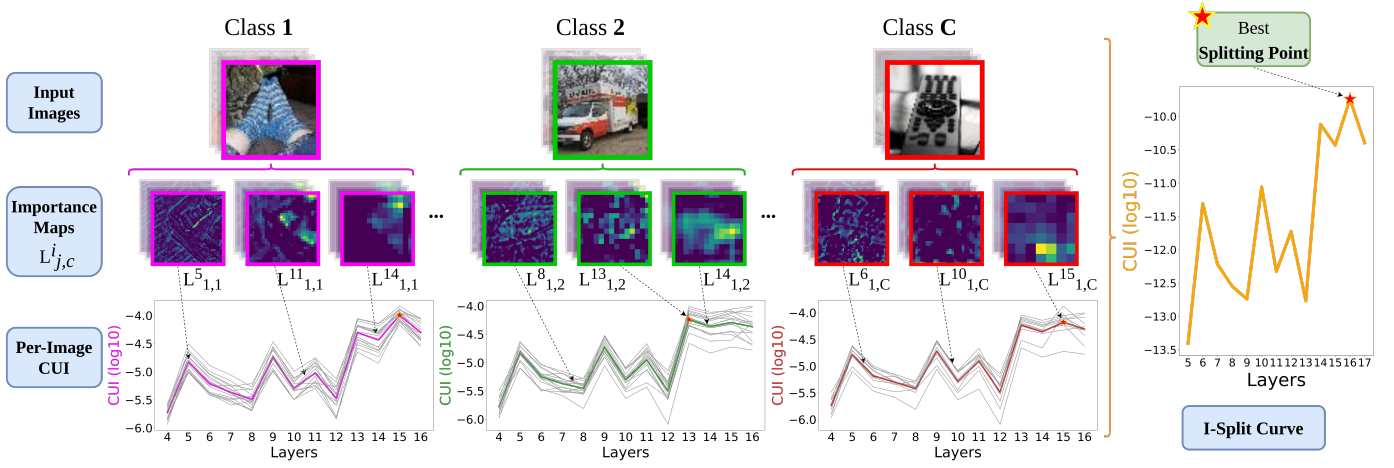 Class 1
Class 2
Class C
Best
Splitting Point
Input
Images
Importance
Maps
L^i_{j,c}
...
...
L^5_{1,1}
L^11_{1,1}
L^14_{1,1}
L^8_{1,2}
L^13_{1,2}
L^14_{1,2}
L^6_{1,C}
L^10_{1,C}
L^15_{1,C}
Per-Image
CUI
CUI (log10)
−4.0
−4.5
−5.0
−5.5
−6.0
4 5 6 7 8 9 10 11 12 13 14 15 16
Layers
CUI (log10)
−4.0
−4.5
−5.0
−5.5
−6.0
4 5 6 7 8 9 10 11 12 13 14 15 16
Layers
CUI (log10)
−4.0
−4.5
−5.0
−5.5
−6.0
4 5 6 7 8 9 10 11 12 13 14 15 16
Layers
CUI (log10)
−10.0
−10.5
−11.0
−11.5
−12.0
−12.5
−13.0
−13.5
5 6 7 8 9 10 11 12 13 14 15 16 17
Layers
I-Split Curve